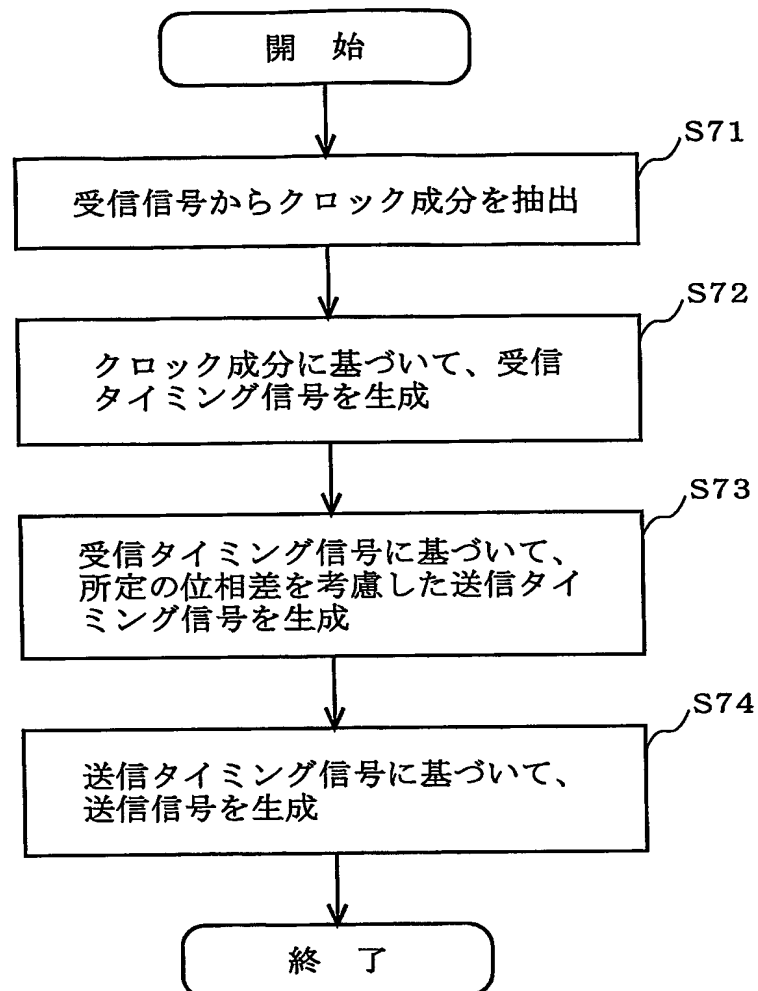 開 始
S71
受信信号からクロック成分を抽出
S72
クロック成分に基づいて、受信
タイミング信号を生成
S73
受信タイミング信号に基づいて、
所定の位相差を考慮した送信タイ
ミング信号を生成
S74
送信タイミング信号に基づいて、
送信信号を生成
終 了